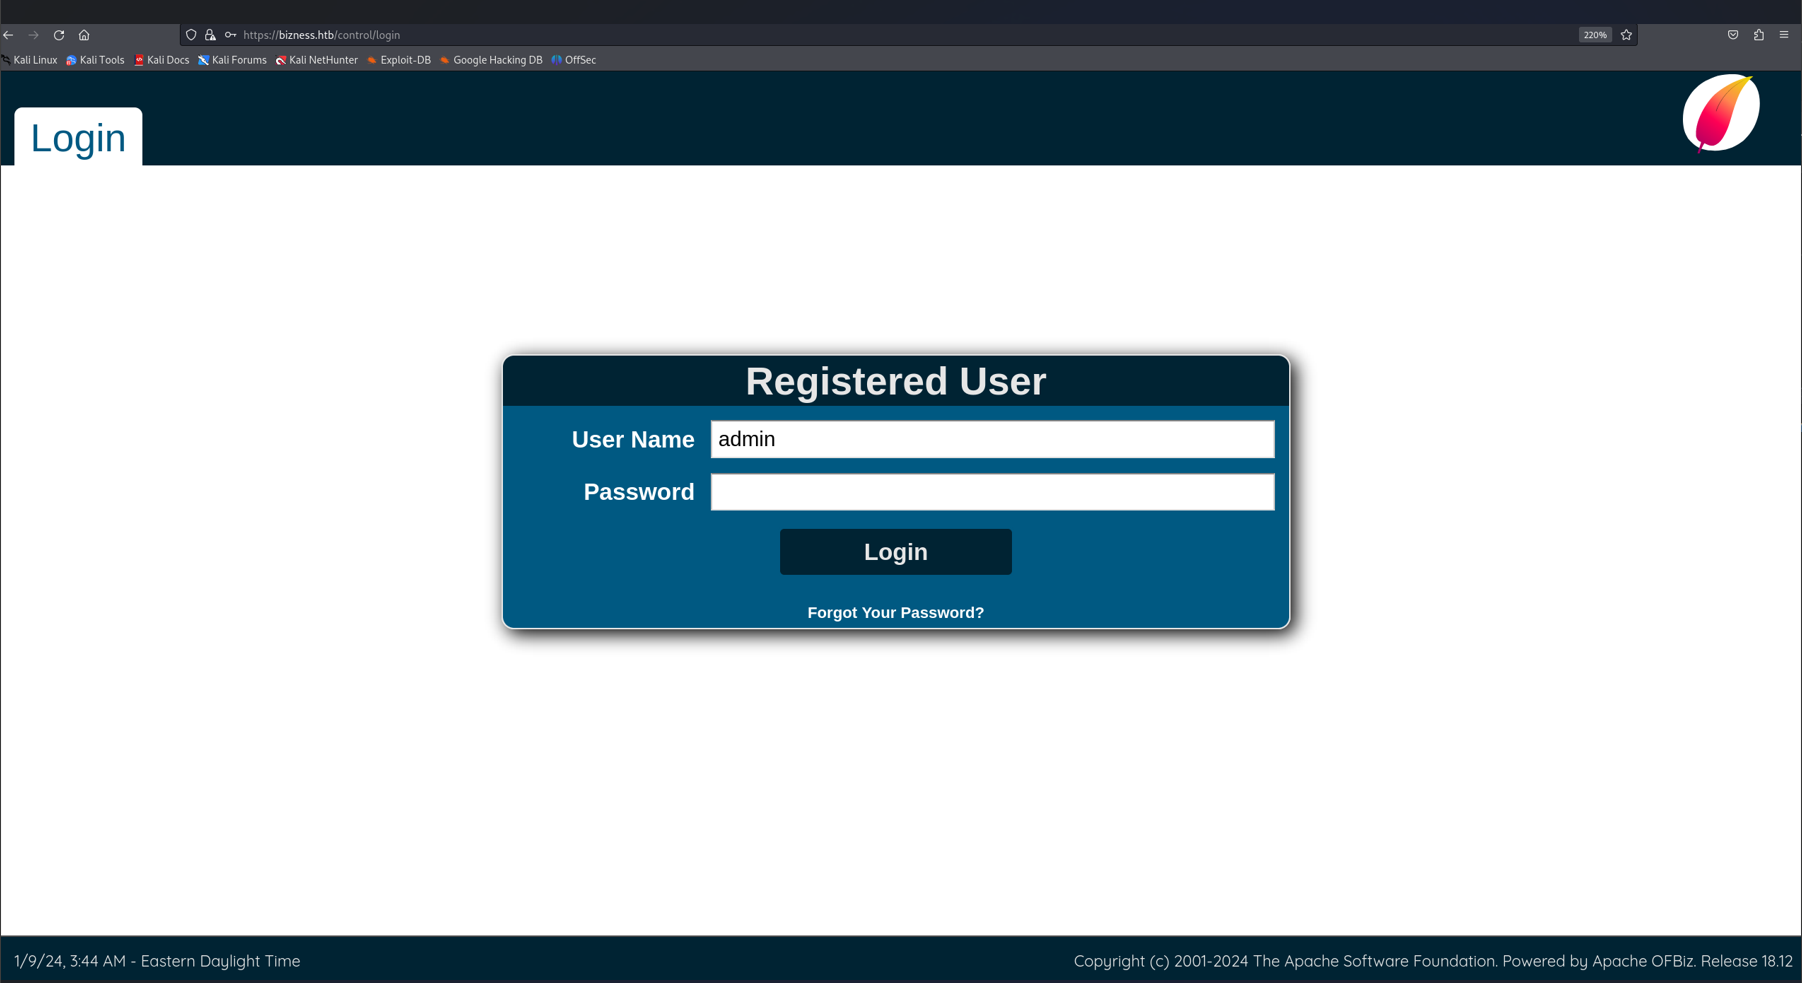 https://bizness.htb/control/login
220%
Kali Linux Kali Tools Kali Docs Kali Forums Kali NetHunter Exploit-DB Google Hacking DB OffSec
Login
Registered User
User Name admin
Password
Login
Forgot Your Password?
1/9/24, 3:44 AM - Eastern Daylight Time
Copyright (c) 2001-2024 The Apache Software Foundation. Powered by Apache OFBiz. Release 18.12